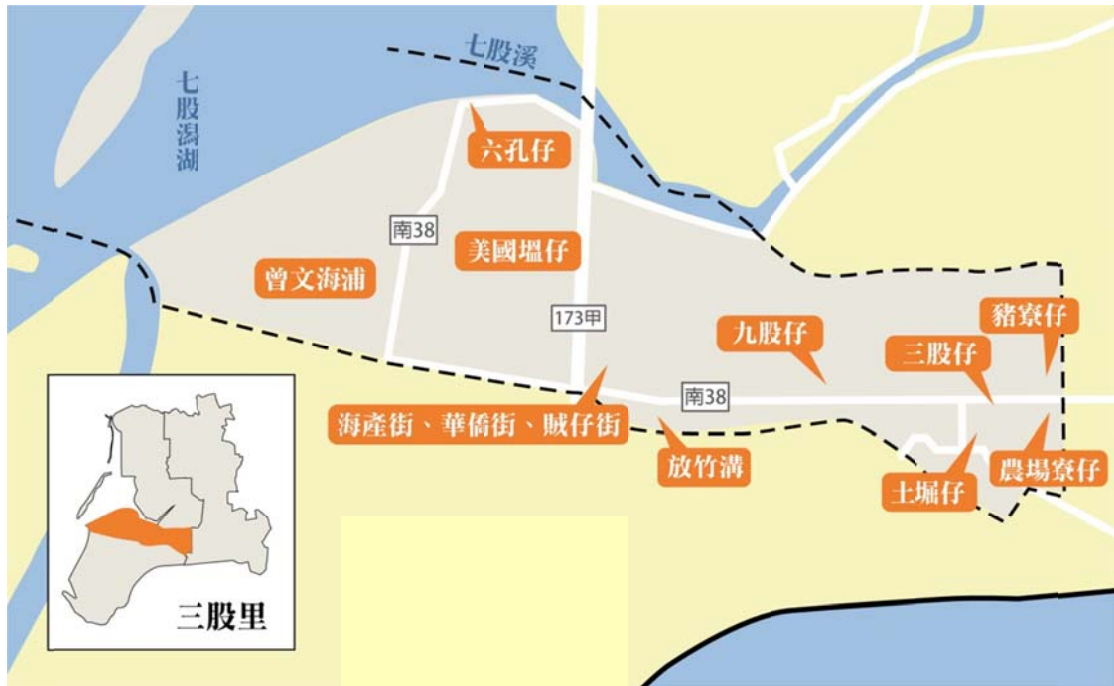 七股溪
七股潟湖
六孔仔
南38
美國塭仔
曾文海浦
173甲
豬寮仔
九股仔
三股仔
南38
海產街、華僑街、賊仔街
放竹溝
土堀仔
農場寮仔
三股里